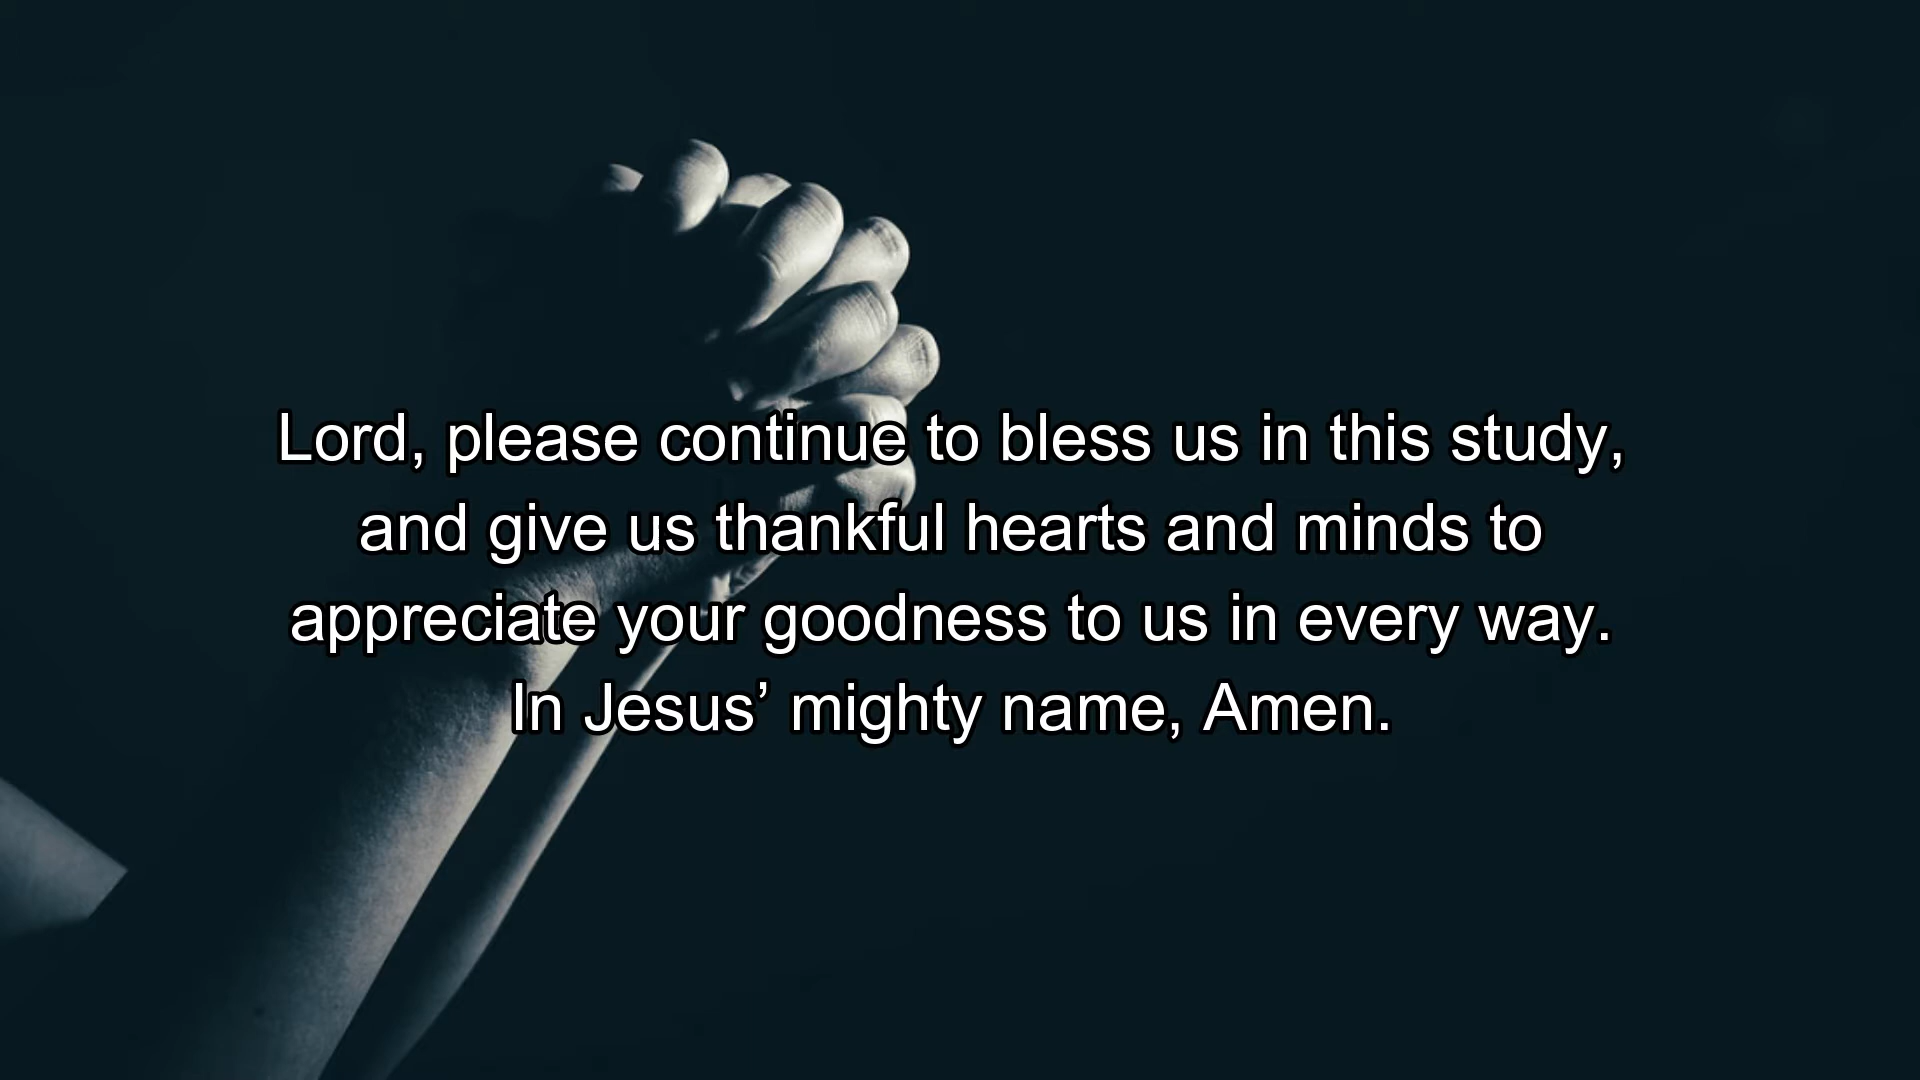 Lord, please continue to bless us in this study,
and give us thankful hearts and minds to
appreciate your goodness to us in every way.
In Jesus’ mighty name, Amen.